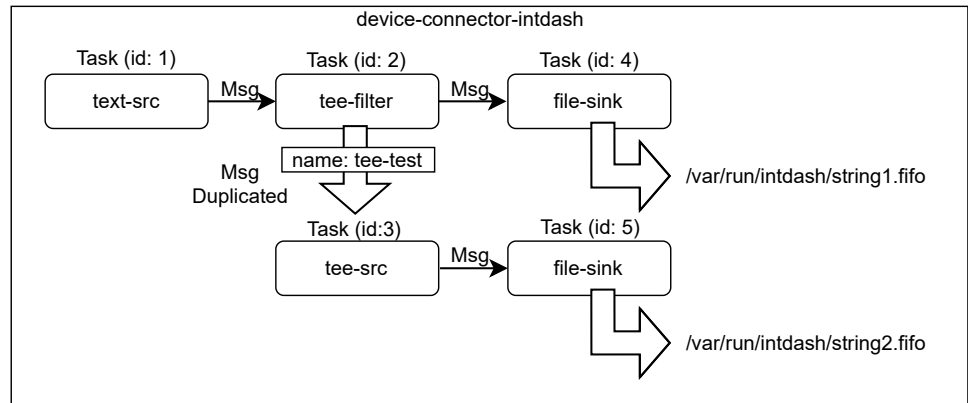 device-connector-intdash
Task (id: 1)
Task (id: 2)
Task (id: 4)
text-src
Msg
tee-filter
Msg
file-sink
name: tee-test
Msg
Duplicated
/var/run/intdash/string1.fifo
Task (id:3)
Task (id: 5)
tee-src
Msg
file-sink
/var/run/intdash/string2.fifo